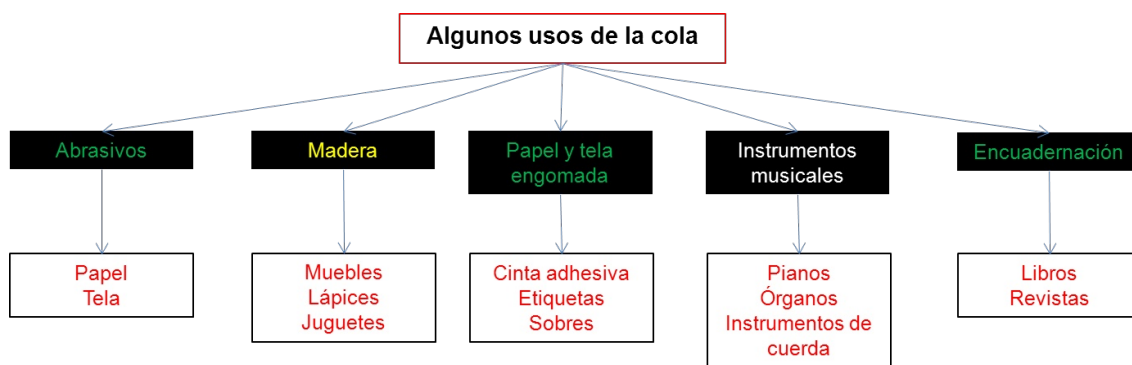 Algunos usos de la cola
Abrasivos
Madera
Papel y tela
engomada
Instrumentos
musicales
Encuadernación
Papel
Tela
Muebles
Lápices
Juguetes
Cinta adhesiva
Etiquetas
Sobres
Pianos
Órganos
Instrumentos de
cuerda
Libros
Revistas